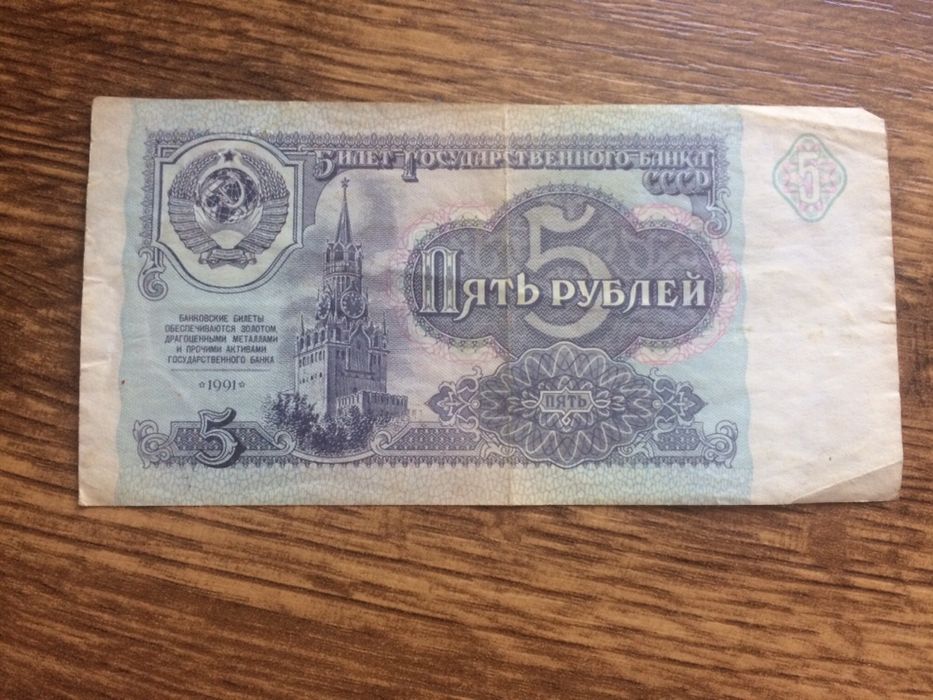 Билет Государственного Банка
СССР
5
5
Пять рублей
БАНКОВСКИЕ БИЛЕТЫ
ОБЕСПЕЧИВАЮТСЯ ЗОЛОТОМ,
ДРАГОЦЕННЫМИ МЕТАЛЛАМИ
И ПРОЧИМИ АКТИВАМИ
ГОСУДАРСТВЕННОГО БАНКА
1991
ПЯТЬ
5